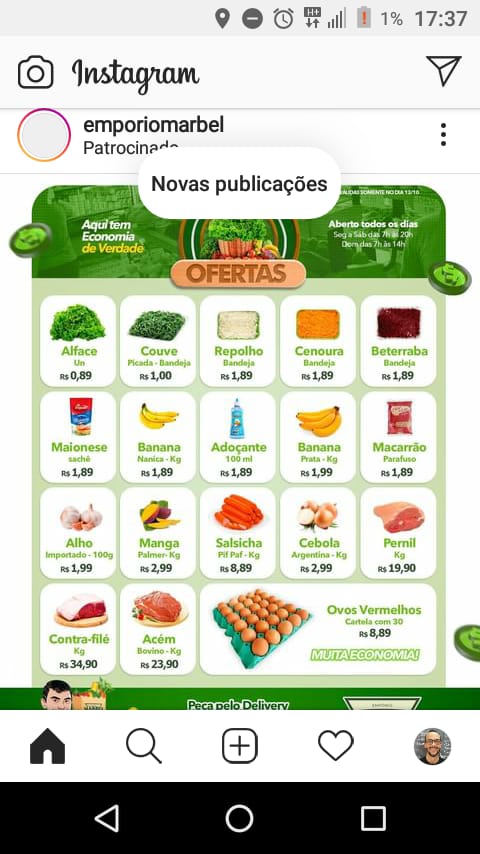 H+
1%
17:37
Instagram
emporiomarbel
Patrocinado
Novas publicações
VÁLIDAS SOMENTE NO DIA 13/10
Aqui tem
Economia
de Verdade
Aberto todos os dias
Seg a Sáb das 7h às 20h
Dom das 7h às 14h
OFERTAS
Alface
Un
R$ 0,89
Couve
Picada - Bandeja
R$ 1,00
Repolho
Bandeja
R$ 1,89
Cenoura
Bandeja
R$ 1,89
Beterraba
Bandeja
R$ 1,89
Maionese
sachê
R$ 1,89
Banana
Nanica - Kg
R$ 1,89
Adoçante
100 ml
R$ 1,89
Banana
Prata - Kg
R$ 1,99
Macarrão
Parafuso
R$ 1,89
Alho
Importado - 100g
R$ 1,99
Manga
Palmer- Kg
R$ 2,99
Salsicha
Pif Paf - Kg
R$ 8,89
Cebola
Argentina - Kg
R$ 2,99
Pernil
Kg
R$ 19,90
Contra-filé
Kg
R$ 34,90
Acém
Bovino - Kg
R$ 23,90
Ovos Vermelhos
Cartela com 30
R$ 8,89
MUITA ECONOMIA!
Peça pelo Delivery